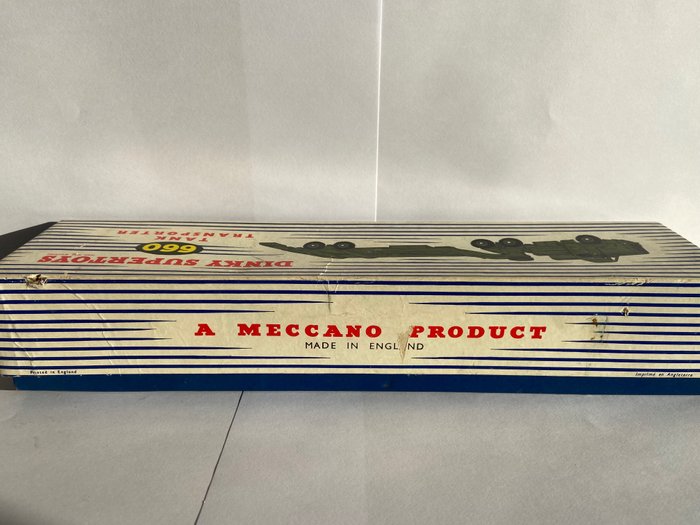 DINKY SUPERTOYS
660
TANK
TRANSPORTER
A MECCANO PRODUCT
MADE IN ENGLAND
Printed in England
Imprimé en Angleterre